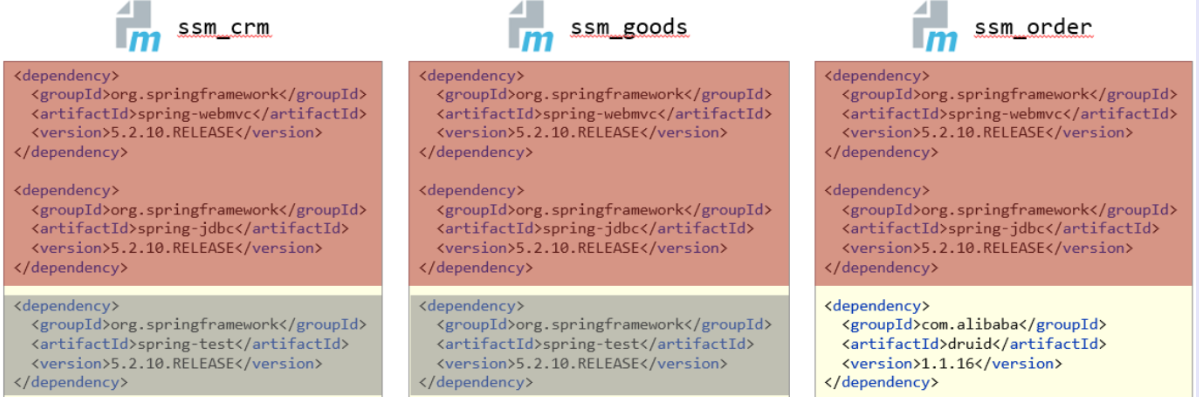 m ssm_crm
<dependency>
<groupId>org.springframework</groupId>
<artifactId>spring-webmvc</artifactId>
<version>5.2.10.RELEASE</version>
</dependency>
<dependency>
<groupId>org.springframework</groupId>
<artifactId>spring-jdbc</artifactId>
<version>5.2.10.RELEASE</version>
</dependency>
<dependency>
<groupId>org.springframework</groupId>
<artifactId>spring-test</artifactId>
<version>5.2.10.RELEASE</version>
</dependency>
m ssm_goods
<dependency>
<groupId>org.springframework</groupId>
<artifactId>spring-webmvc</artifactId>
<version>5.2.10.RELEASE</version>
</dependency>
<dependency>
<groupId>org.springframework</groupId>
<artifactId>spring-jdbc</artifactId>
<version>5.2.10.RELEASE</version>
</dependency>
<dependency>
<groupId>org.springframework</groupId>
<artifactId>spring-test</artifactId>
<version>5.2.10.RELEASE</version>
</dependency>
m ssm_order
<dependency>
<groupId>org.springframework</groupId>
<artifactId>spring-webmvc</artifactId>
<version>5.2.10.RELEASE</version>
</dependency>
<dependency>
<groupId>org.springframework</groupId>
<artifactId>spring-jdbc</artifactId>
<version>5.2.10.RELEASE</version>
</dependency>
<dependency>
<groupId>com.alibaba</groupId>
<artifactId>druid</artifactId>
<version>1.1.16</version>
</dependency>